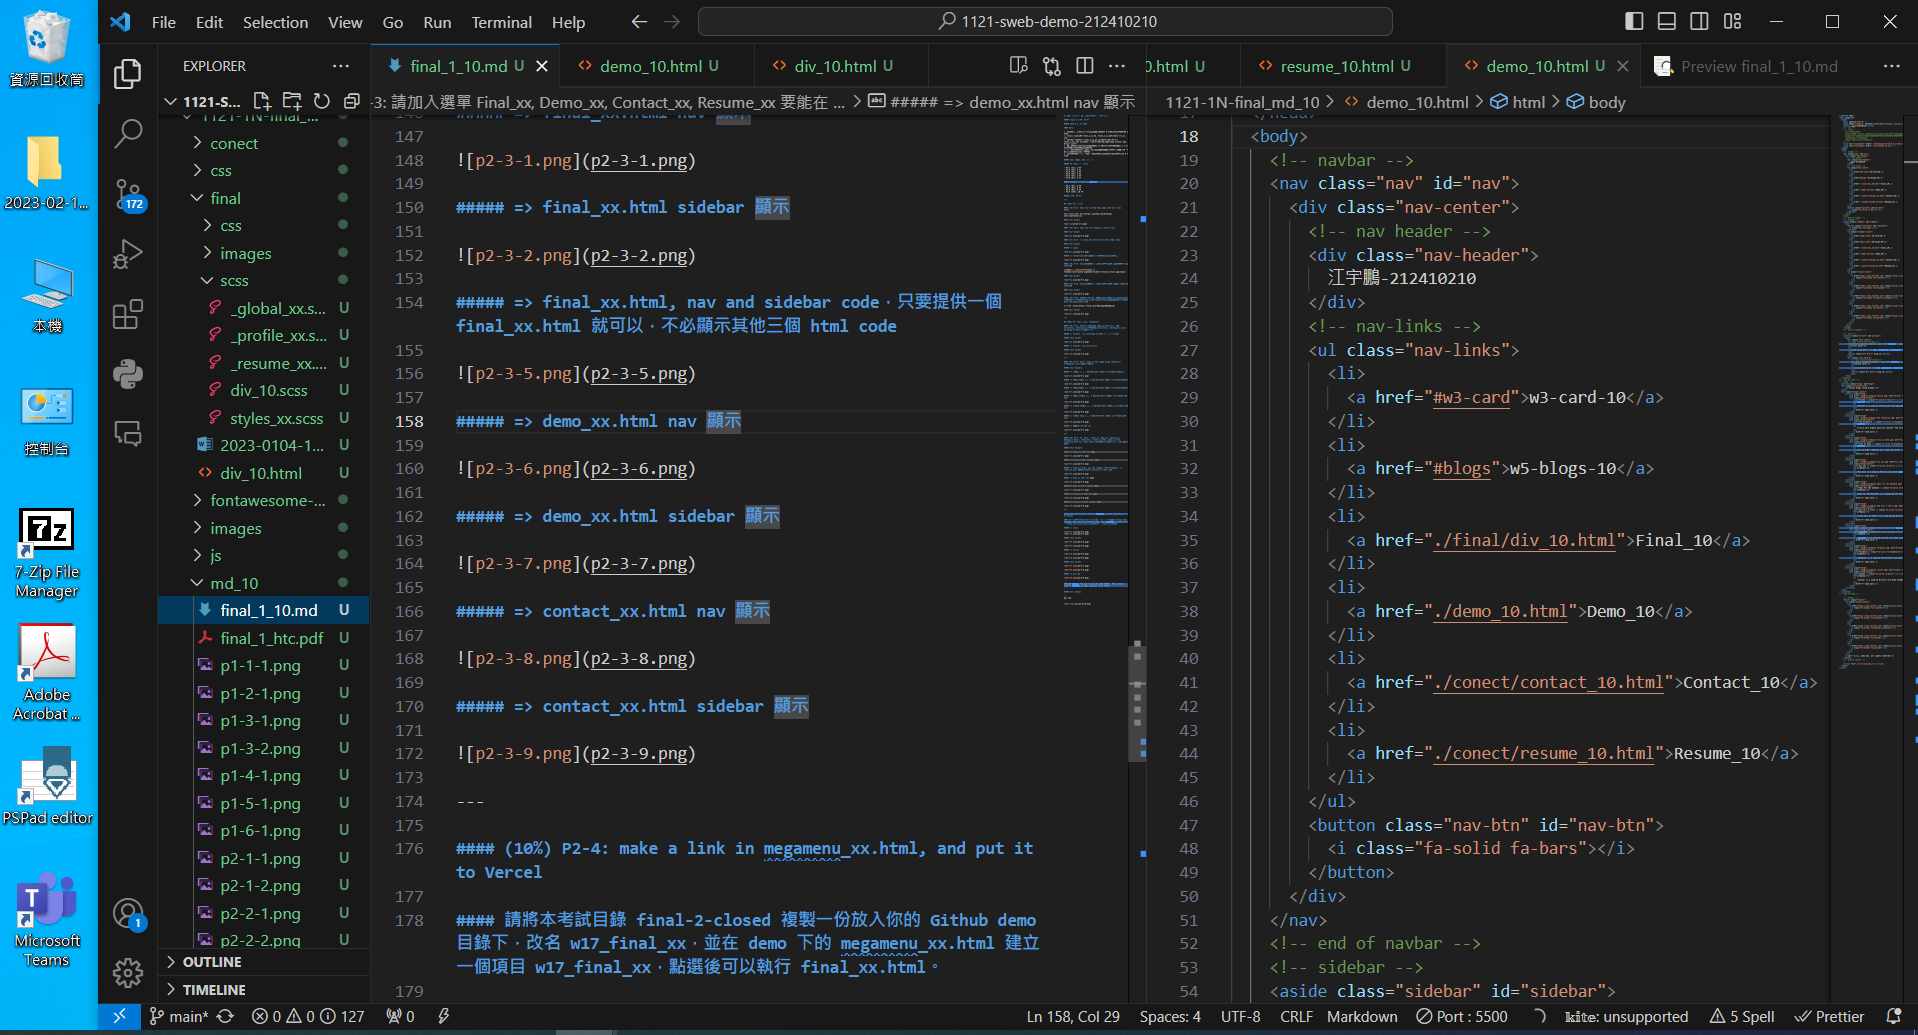 資源回收筒
2023-02-1...
本機
控制台
7-Zip File
Manager
Adobe
Acrobat ...
PSPad editor
Microsoft
Teams
File Edit Selection View Go Run Terminal Help
1121-sweb-demo-212410210
EXPLORER
1121-S...
conect
css
final
css
images
scss
_global_xx.s... U
_profile_xx.s... U
_resume_xx.... U
div_10.scss U
styles_xx.scss U
2023-0104-1... U
div_10.html U
fontawesome-...
images
js
md_10
final_1_10.md U
final_1_htc.pdf U
p1-1-1.png U
p1-2-1.png U
p1-3-1.png U
p1-3-2.png U
p1-4-1.png U
p1-5-1.png U
p1-6-1.png U
p2-1-1.png U
p2-1-2.png U
p2-2-1.png U
p2-2-2.png U
OUTLINE
TIMELINE
final_1_10.md U
demo_10.html U
div_10.html U
-3: 請加入選單 Final_xx, Demo_xx, Contact_xx, Resume_xx 要能在 ... > ##### => demo_xx.html nav 顯示
146 ##### => final_xx.html nav 顯示
147
148 ![p2-3-1.png](p2-3-1.png)
149
150 ##### => final_xx.html sidebar 顯示
151
152 ![p2-3-2.png](p2-3-2.png)
153
154 ##### => final_xx.html, nav and sidebar code，只要提供一個
final_xx.html 就可以，不必顯示其他三個 html code
155
156 ![p2-3-5.png](p2-3-5.png)
157
158 ##### => demo_xx.html nav 顯示
159
160 ![p2-3-6.png](p2-3-6.png)
161
162 ##### => demo_xx.html sidebar 顯示
163
164 ![p2-3-7.png](p2-3-7.png)
165
166 ##### => contact_xx.html nav 顯示
167
168 ![p2-3-8.png](p2-3-8.png)
169
170 ##### => contact_xx.html sidebar 顯示
171
172 ![p2-3-9.png](p2-3-9.png)
173
174 ---
175
176 #### (10%) P2-4: make a link in megamenu_xx.html, and put it
to Vercel
177
178 #### 請將本考試目錄 final-2-closed 複製一份放入你的 Github demo
目錄下，改名 w17_final_xx，並在 demo 下的 megamenu_xx.html 建立
一個項目 w17_final_xx，點選後可以執行 final_xx.html。
179
0.html U
resume_10.html U
demo_10.html U
Preview final_1_10.md
1121-1N-final_md_10 > demo_10.html > html > body
18 <body>
19 <!-- navbar -->
20 <nav class="nav" id="nav">
21 <div class="nav-center">
22 <!-- nav header -->
23 <div class="nav-header">
24 江宇鵬-212410210
25 </div>
26 <!-- nav-links -->
27 <ul class="nav-links">
28 <li>
29 <a href="#w3-card">w3-card-10</a>
30 </li>
31 <li>
32 <a href="#blogs">w5-blogs-10</a>
33 </li>
34 <li>
35 <a href="./final/div_10.html">Final_10</a>
36 </li>
37 <li>
38 <a href="./demo_10.html">Demo_10</a>
39 </li>
40 <li>
41 <a href="./conect/contact_10.html">Contact_10</a>
42 </li>
43 <li>
44 <a href="./conect/resume_10.html">Resume_10</a>
45 </li>
46 </ul>
47 <button class="nav-btn" id="nav-btn">
48 <i class="fa-solid fa-bars"></i>
49 </button>
50 </div>
51 </nav>
52 <!-- end of navbar -->
53 <!-- sidebar -->
54 <aside class="sidebar" id="sidebar">
172
1
main* 0 0 127 0
Ln 158, Col 29 Spaces: 4 UTF-8 CRLF Markdown Port : 5500 kite: unsupported 5 Spell Prettier